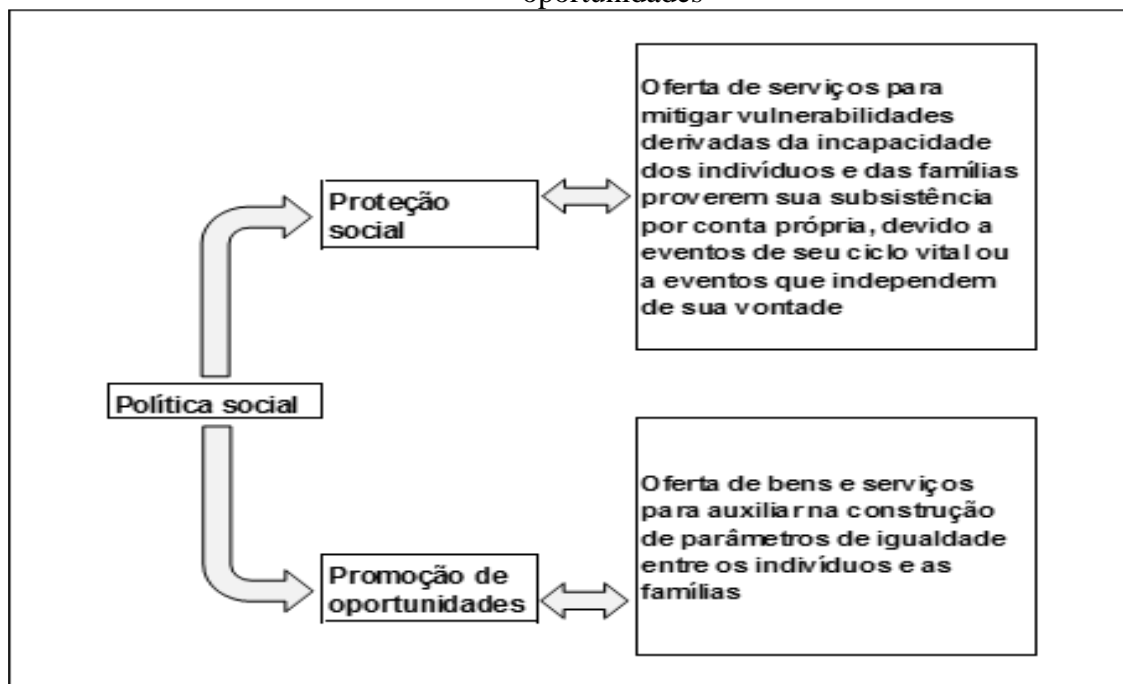 oportunidades
Oferta de serviços para
mitigar vulnerabilidades
derivadas da incapacidade
dos indivíduos e das famílias
proverem sua subsistência
por conta própria, devido a
eventos de seu ciclo vital ou
a eventos que independem
de sua vontade
Proteção
social
Política social
Oferta de bens e serviços
para auxiliar na construção
de parâmetros de igualdade
entre os indivíduos e as
famílias
Promoção de
oportunidades